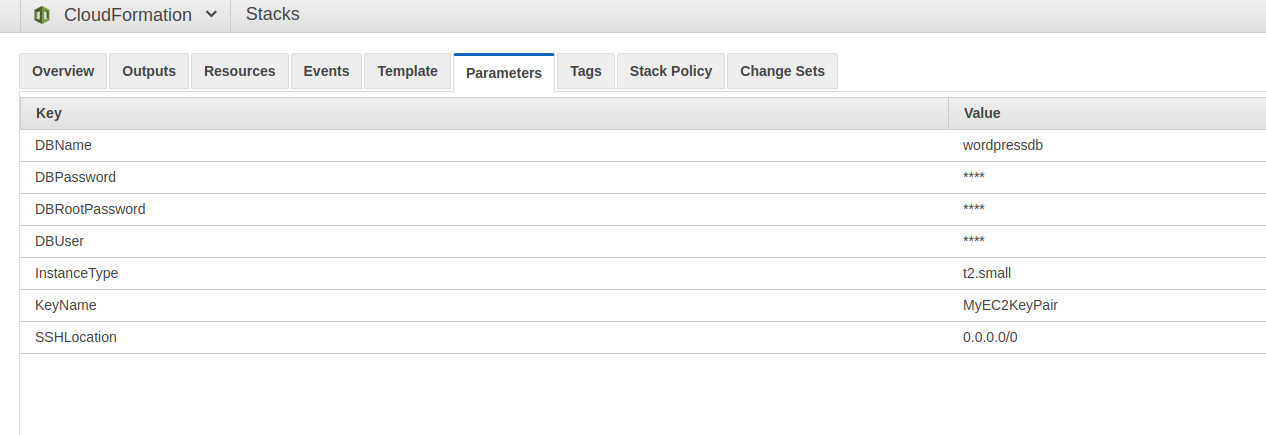 CloudFormation Stacks
Overview Outputs Resources Events Template Parameters Tags Stack Policy Change Sets
Key Value
DBName wordpressdb
DBPassword ****
DBRootPassword ****
DBUser ****
InstanceType t2.small
KeyName MyEC2KeyPair
SSHLocation 0.0.0.0/0